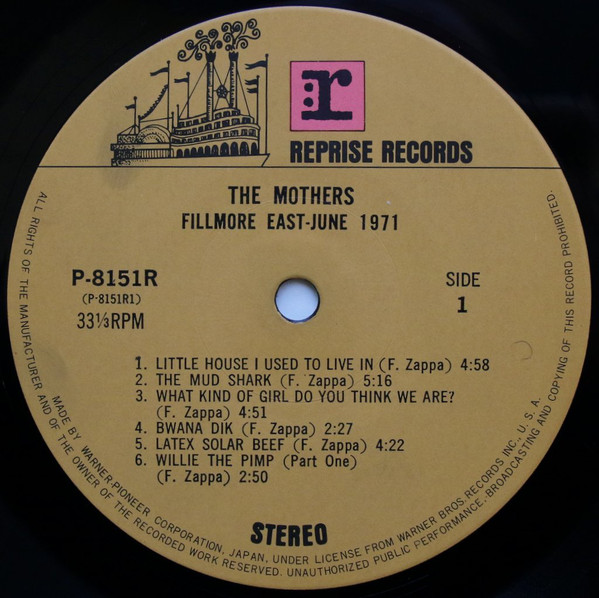 r
REPRISE RECORDS
THE MOTHERS
FILLMORE EAST-JUNE 1971
P-8151R
(P-8151R1)
33⅓RPM
SIDE
1
1. LITTLE HOUSE I USED TO LIVE IN (F. Zappa) 4:58
2. THE MUD SHARK (F. Zappa) 5:16
3. WHAT KIND OF GIRL DO YOU THINK WE ARE?
(F. Zappa) 4:51
4. BWANA DIK (F. Zappa) 2:27
5. LATEX SOLAR BEEF (F. Zappa) 4:22
6. WILLIE THE PIMP (Part One)
(F. Zappa) 2:50
STEREO
MADE BY WARNER-PIONEER CORPORATION, JAPAN, UNDER LICENSE FROM WARNER BROS. RECORDS INC., U. S. A.
ALL RIGHTS OF THE MANUFACTURER AND OF THE OWNER OF THE RECORDED WORK RESERVED. UNAUTHORIZED PUBLIC PERFORMANCE, BROADCASTING AND COPYING OF THIS RECORD PROHIBITED.